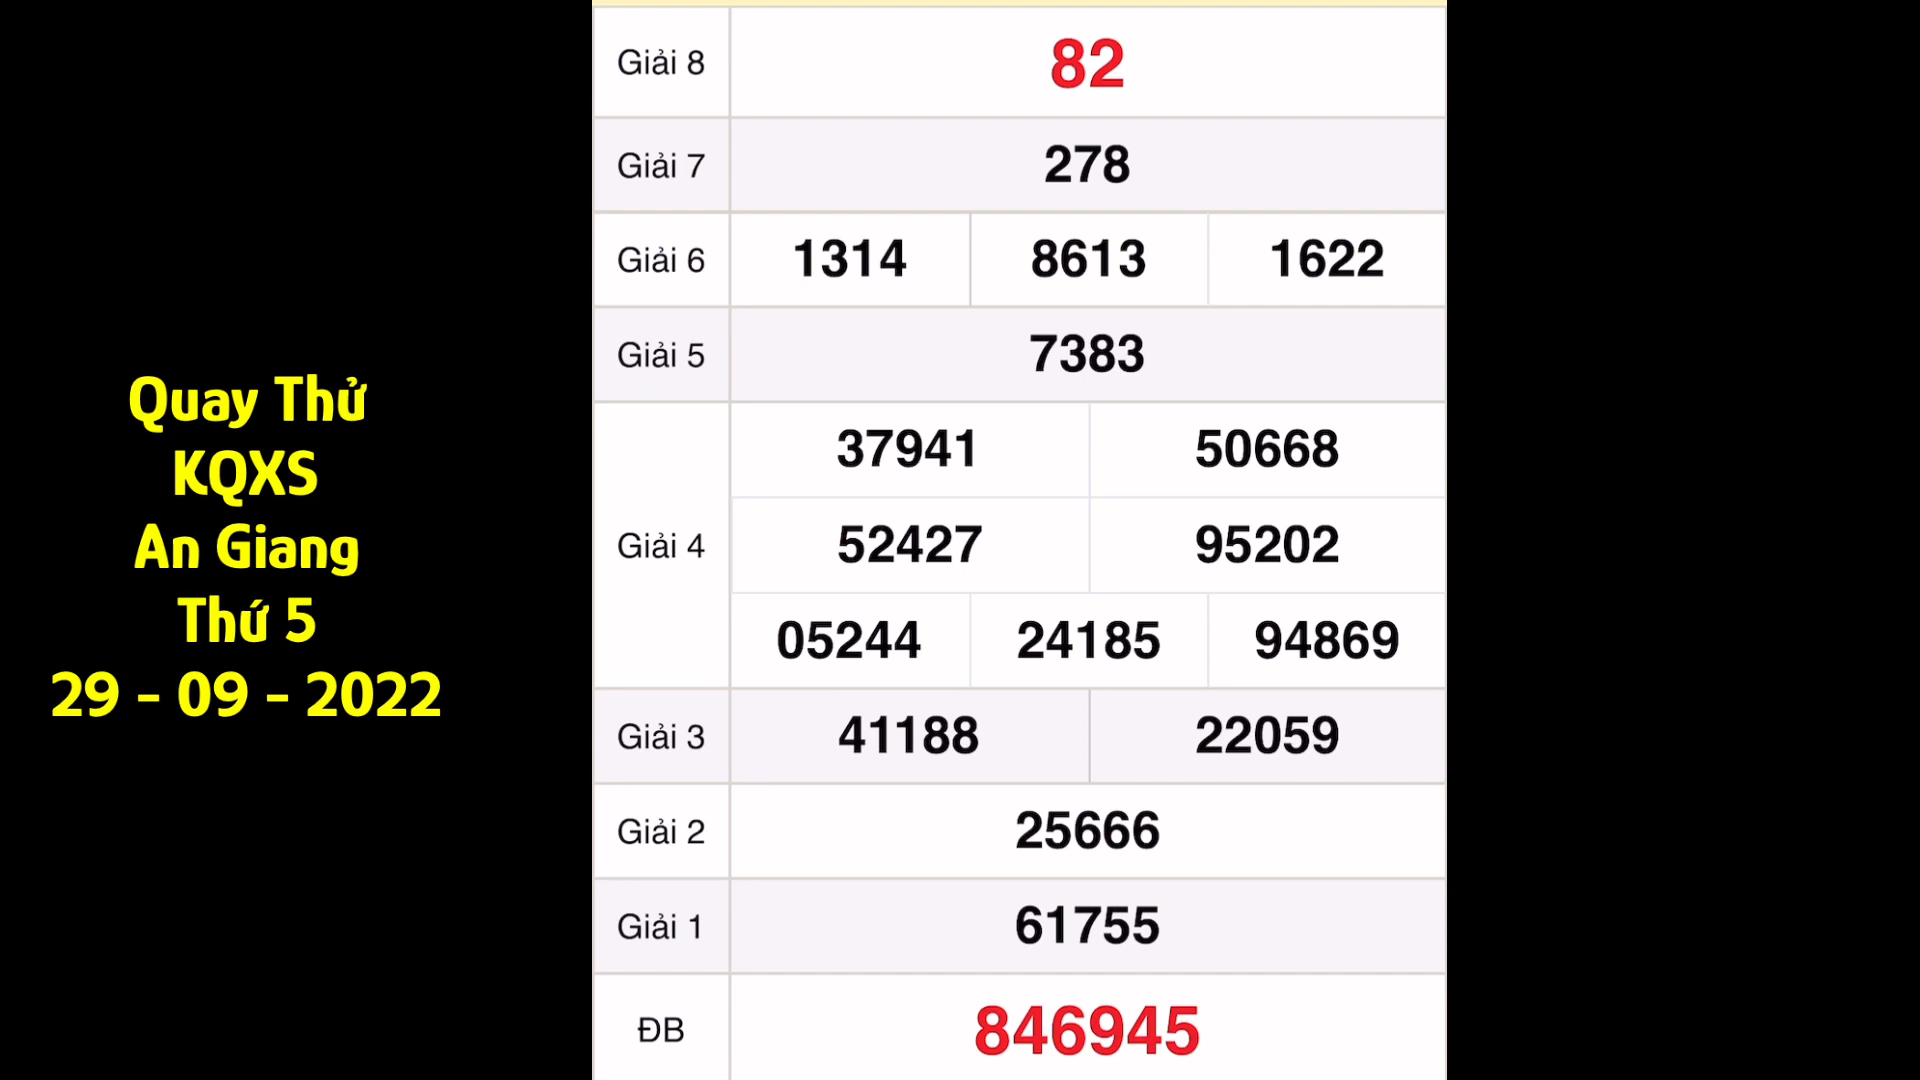 Quay Thử
KQXS
An Giang
Thứ 5
29 - 09 - 2022
Giải 8 82
Giải 7 278
Giải 6 1314 8613 1622
Giải 5 7383
Giải 4 37941 50668
52427 95202
05244 24185 94869
Giải 3 41188 22059
Giải 2 25666
Giải 1 61755
ĐB 846945